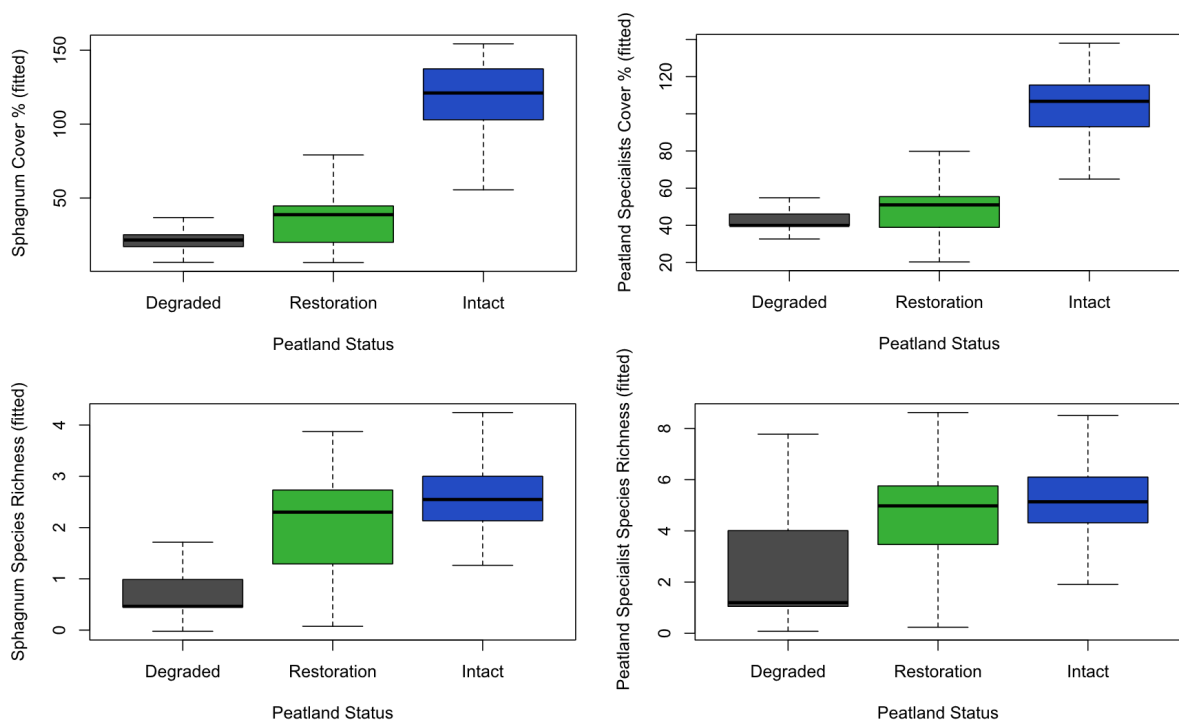 Sphagnum Cover % (fitted)
150
100
50
Degraded Restoration Intact
Peatland Status
Peatland Specialists Cover % (fitted)
120
80
60
40
20
Degraded Restoration Intact
Peatland Status
Sphagnum Species Richness (fitted)
4
3
2
1
0
Degraded Restoration Intact
Peatland Status
Peatland Specialist Species Richness (fitted)
8
6
4
2
0
Degraded Restoration Intact
Peatland Status